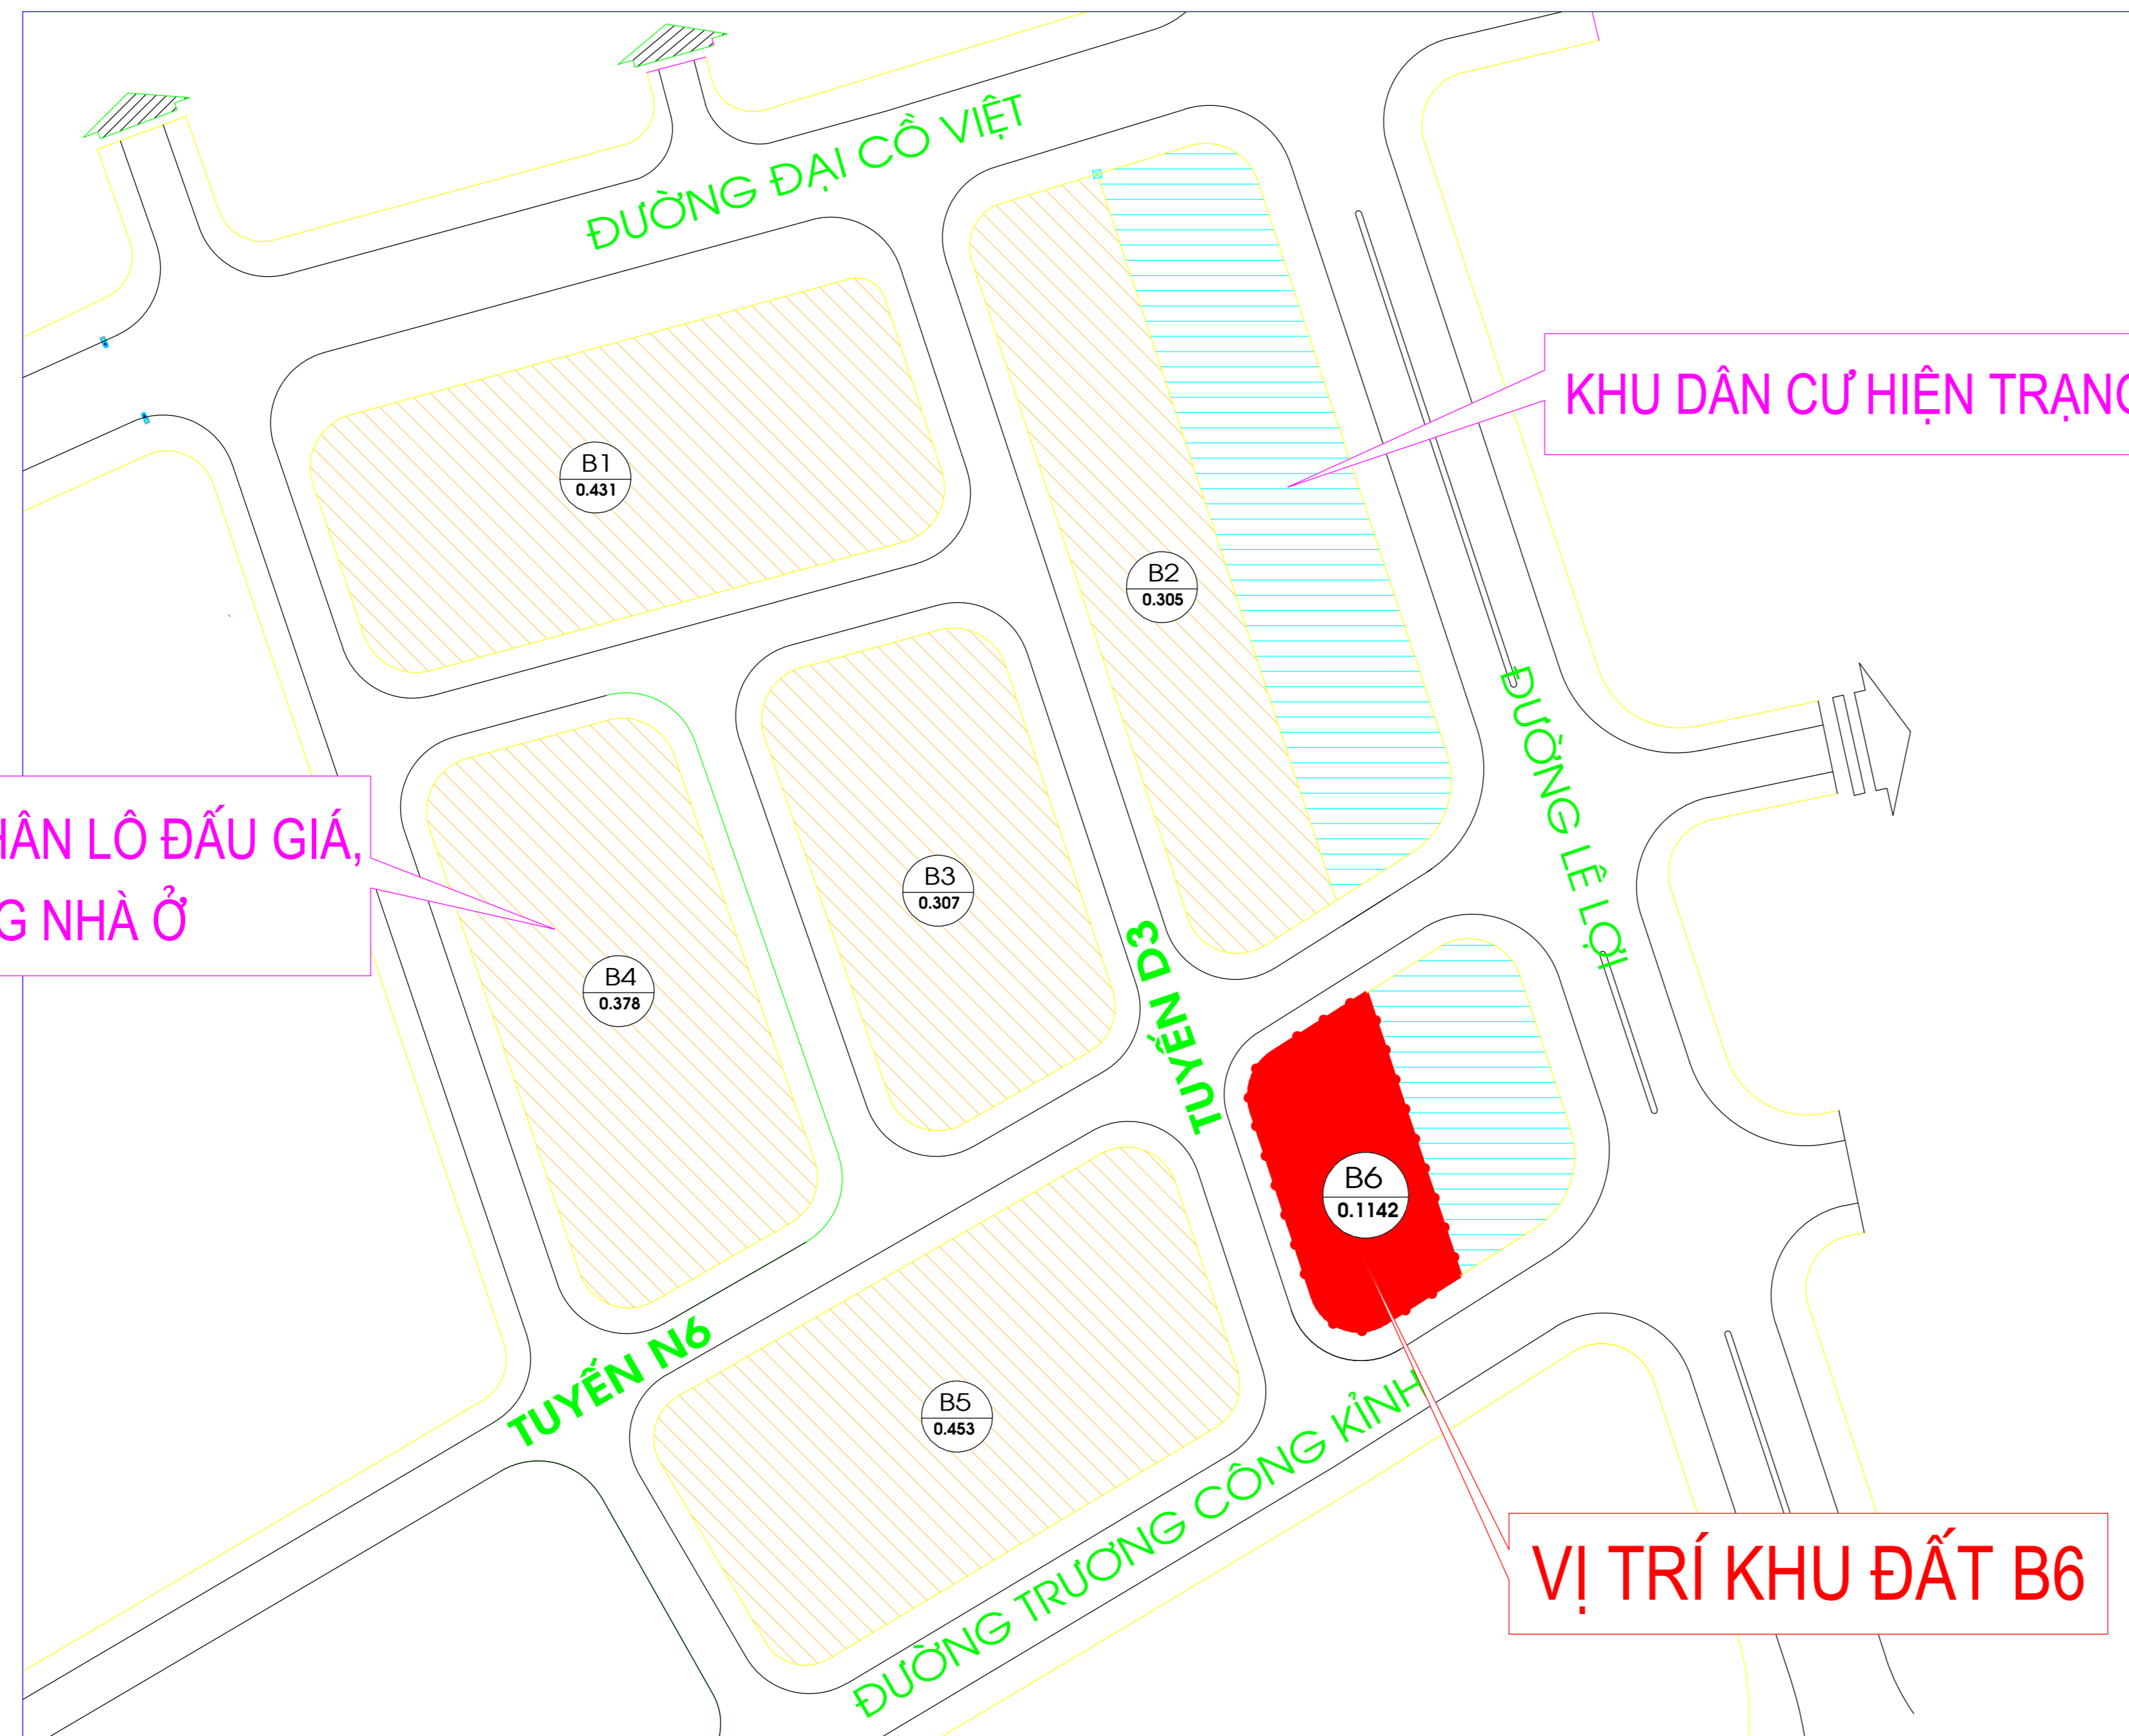 ĐƯỜNG ĐẠI CỒ VIỆT
KHU DÂN CƯ HIỆN TRẠNG
B1
0.431
B2
0.305
ĐƯỜNG LÊ LỢI
HÂN LÔ ĐẤU GIÁ,
G NHÀ Ở
B3
0.307
B4
0.378
TUYẾN D3
B6
0.1142
TUYẾN N6
B5
0.453
ĐƯỜNG TRƯƠNG CÔNG KỈNH
VỊ TRÍ KHU ĐẤT B6